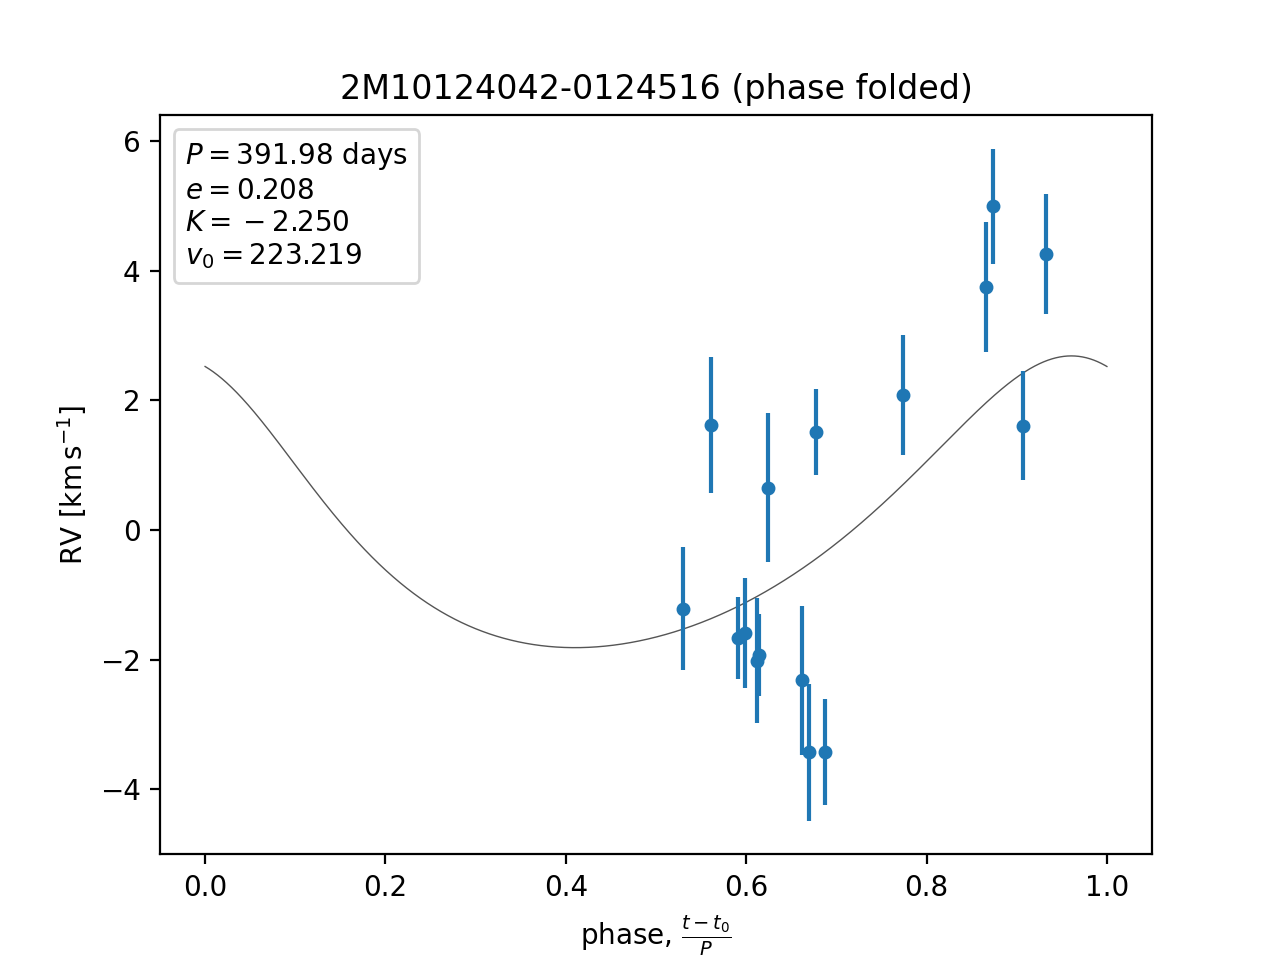 2M10124042-0124516 (phase folded)
P = 391.98 days
e = 0.208
K = −2.250
v₀ = 223.219
RV [km s⁻¹]
6
4
2
0
−2
−4
0.0 0.2 0.4 0.6 0.8 1.0
phase, (t − t₀)/P